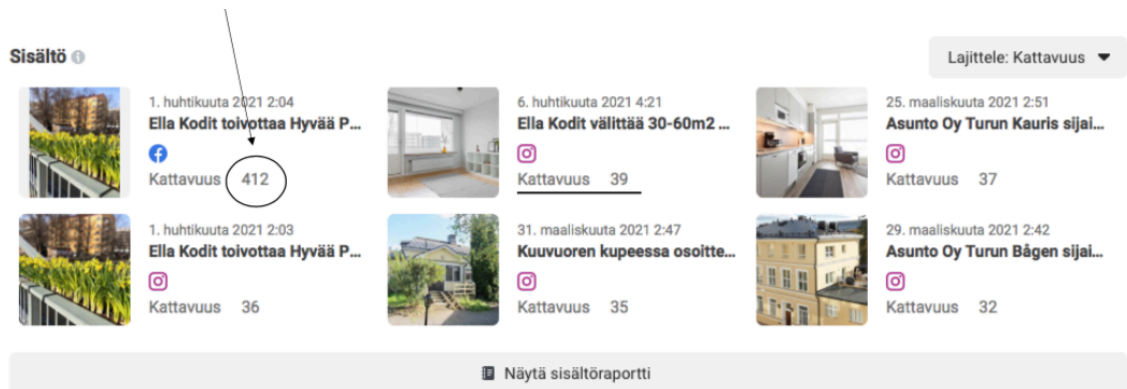 Sisältö
Lajittele: Kattavuus
1. huhtikuuta 2021 2:04
Ella Kodit toivottaa Hyvää P...
Kattavuus 412
6. huhtikuuta 2021 4:21
Ella Kodit välittää 30-60m2 ...
Kattavuus 39
25. maaliskuuta 2021 2:51
Asunto Oy Turun Kauris sijai...
Kattavuus 37
1. huhtikuuta 2021 2:03
Ella Kodit toivottaa Hyvää P...
Kattavuus 36
31. maaliskuuta 2021 2:47
Kuuvuoren kupeessa osoitte...
Kattavuus 35
29. maaliskuuta 2021 2:42
Asunto Oy Turun Bågen sijai...
Kattavuus 32
Näytä sisältöraportti